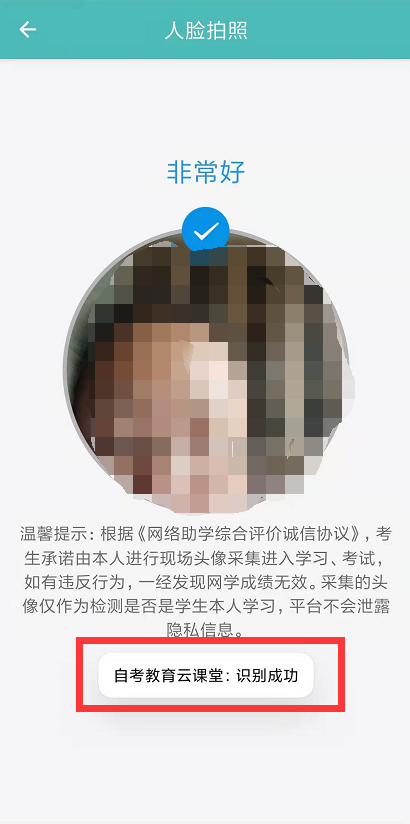 人脸拍照
非常好
温馨提示：根据《网络助学综合评价诚信协议》，考
生承诺由本人进行现场头像采集进入学习、考试，
如有违反行为，一经发现网学成绩无效。采集的头
像仅作为检测是否是学生本人学习，平台不会泄露
隐私信息。
自考教育云课堂：识别成功